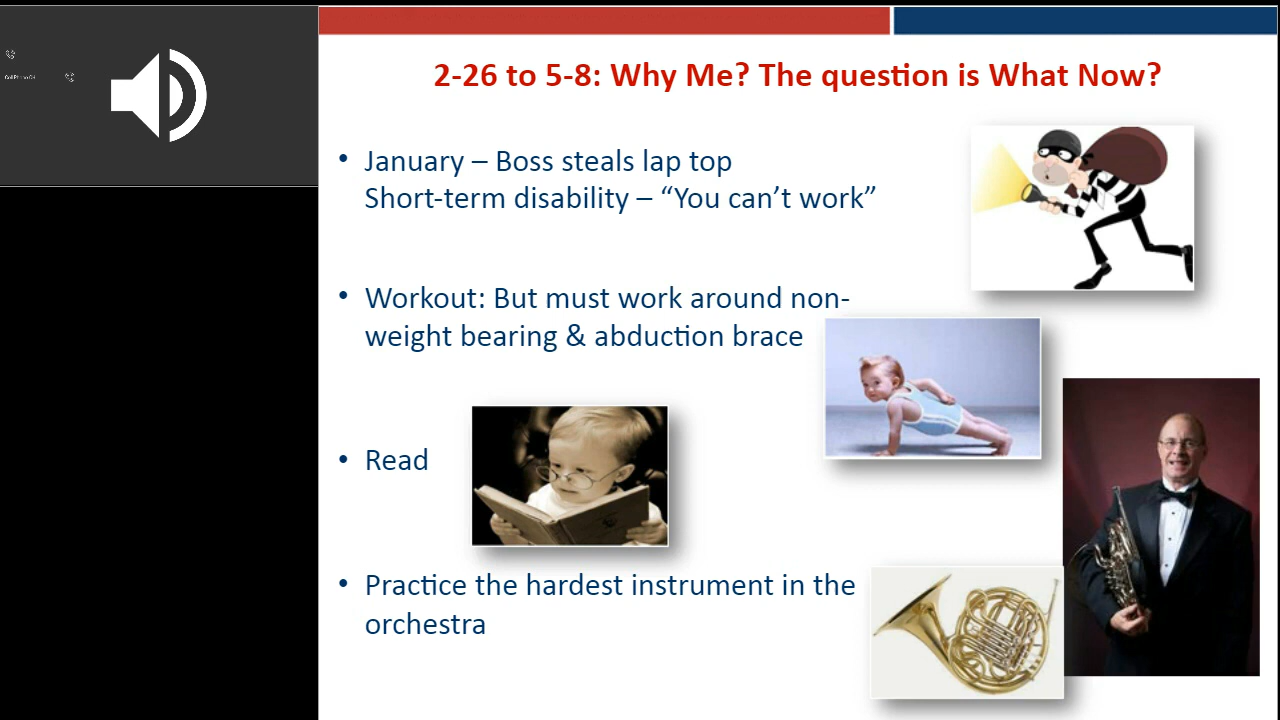 2-26 to 5-8: Why Me? The question is What Now?
• January – Boss steals lap top
Short-term disability – “You can’t work”
• Workout: But must work around non-
weight bearing & abduction brace
• Read
• Practice the hardest instrument in the
orchestra